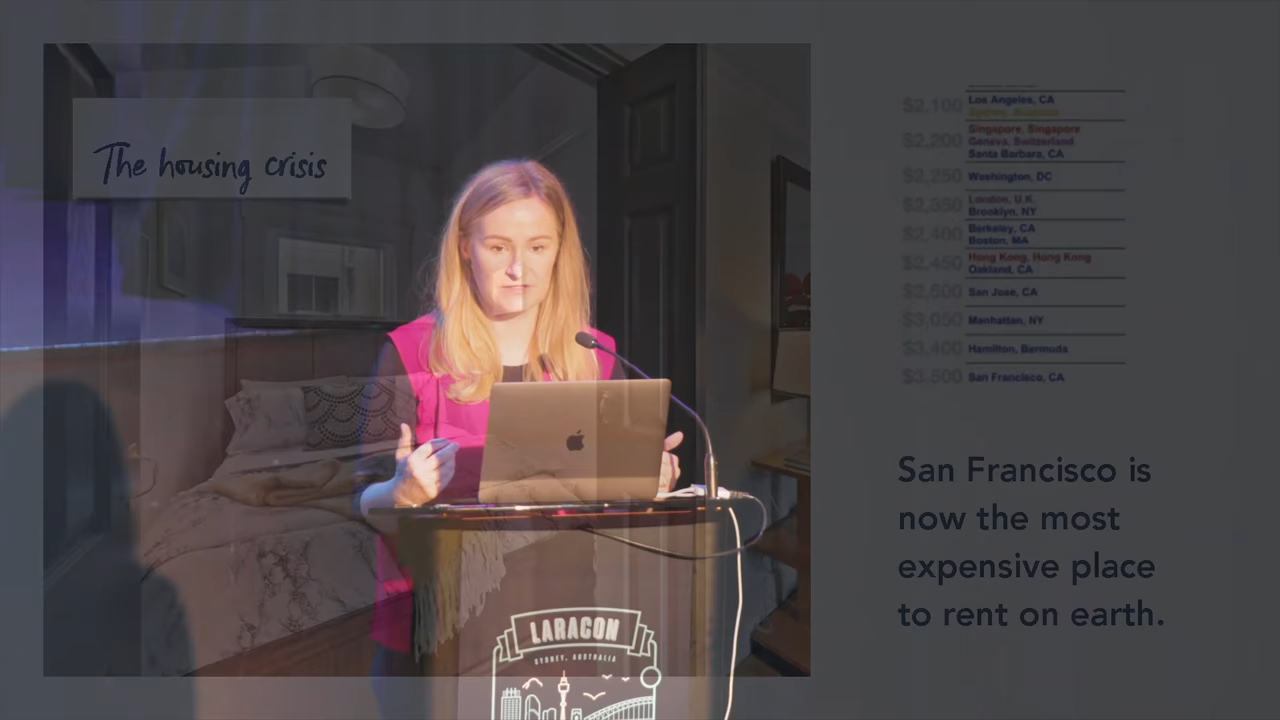 The housing crisis
$2,100 Los Angeles, CA
Sydney, Australia
$2,200 Singapore, Singapore
Geneva, Switzerland
Santa Barbara, CA
$2,250 Washington, DC
$2,350 London, U.K.
Brooklyn, NY
$2,400 Berkeley, CA
Boston, MA
$2,450 Hong Kong, Hong Kong
Oakland, CA
$2,600 San Jose, CA
$3,050 Manhattan, NY
$3,400 Hamilton, Bermuda
$3,500 San Francisco, CA
San Francisco is
now the most
expensive place
to rent on earth.
LARACON
SYDNEY, AUSTRALIA